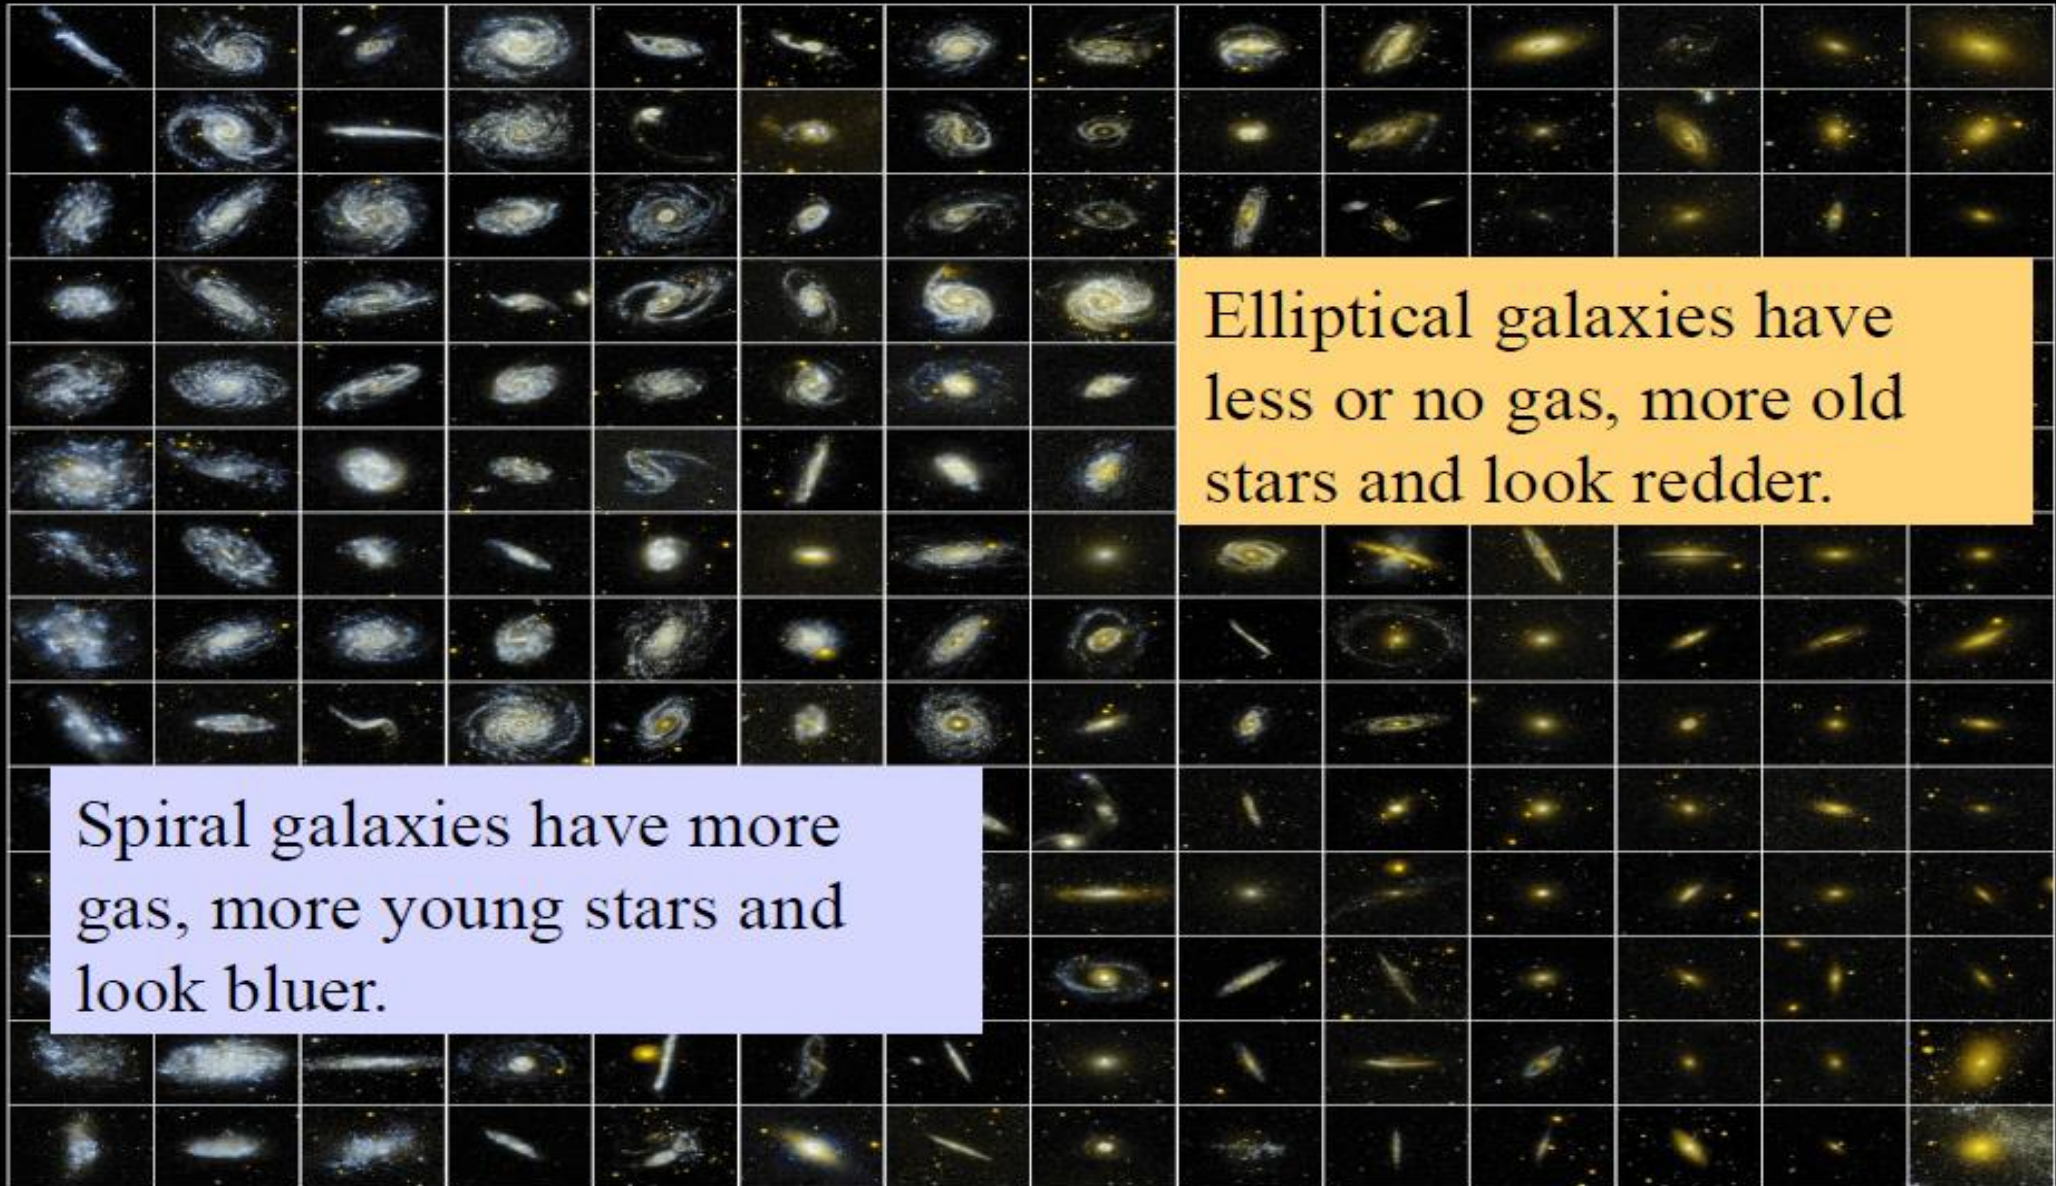 Elliptical galaxies have
less or no gas, more old
stars and look redder.
Spiral galaxies have more
gas, more young stars and
look bluer.